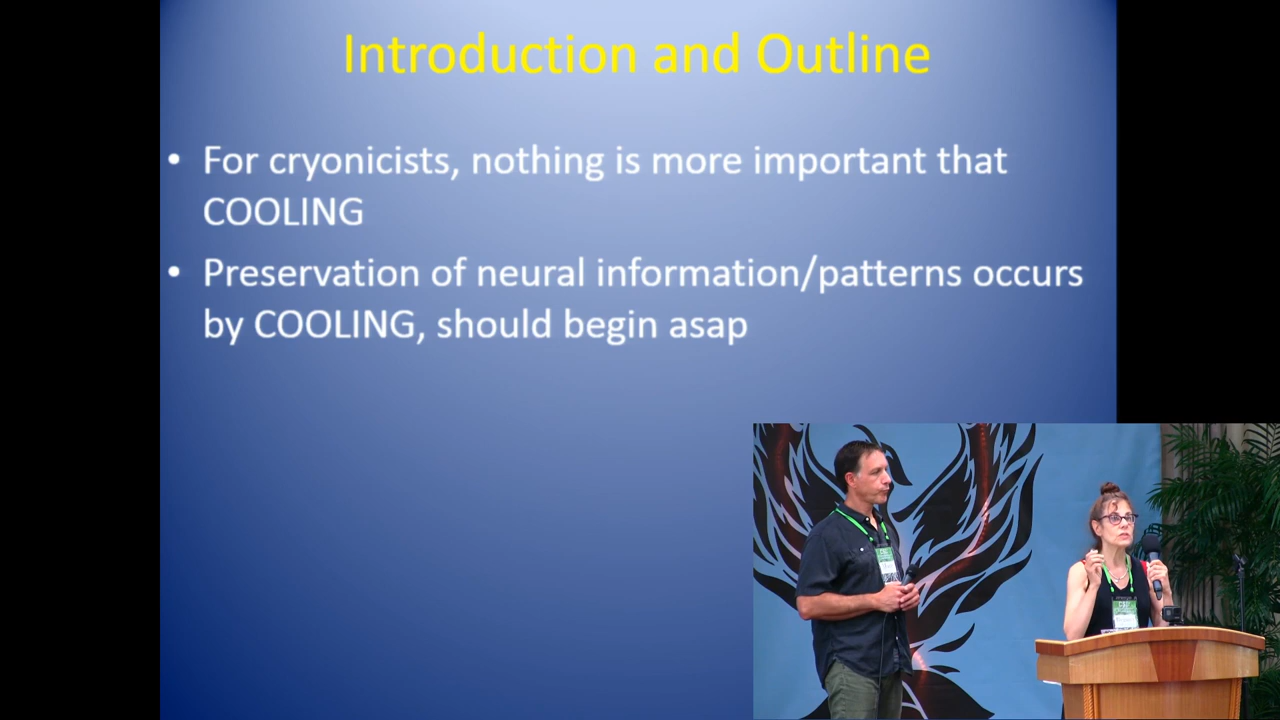 Introduction and Outline
• For cryonicists, nothing is more important that
COOLING
• Preservation of neural information/patterns occurs
by COOLING, should begin asap